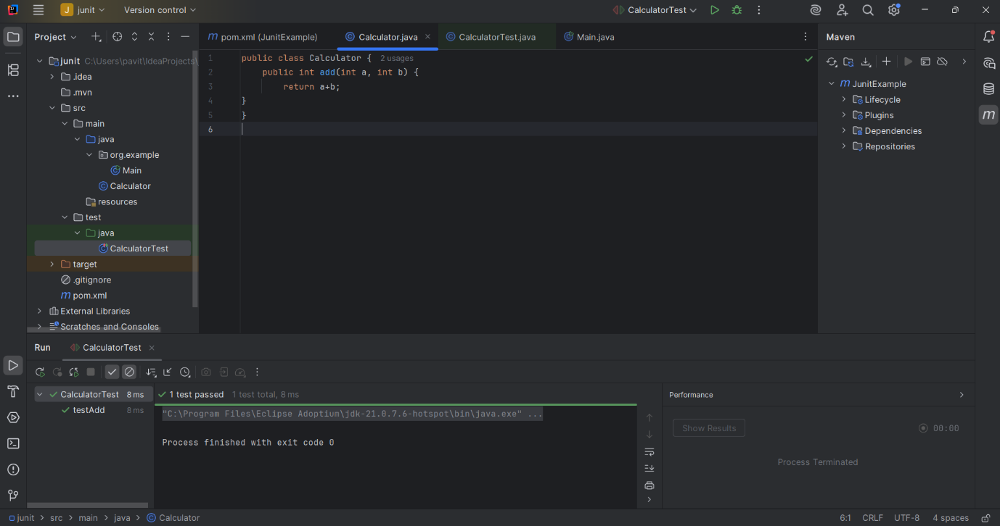 J junit Version control CalculatorTest
Project
pom.xml (JunitExample) Calculator.java CalculatorTest.java Main.java
Maven
junit C:\Users\pavit\IdeaProjects\
.idea
.mvn
src
main
java
org.example
Main
Calculator
resources
test
java
CalculatorTest
target
.gitignore
pom.xml
External Libraries
Scratches and Consoles
1 public class Calculator { 2 usages
2 public int add(int a, int b) {
3 return a+b;
4 }
5 }
6
JunitExample
Lifecycle
Plugins
Dependencies
Repositories
Run CalculatorTest
CalculatorTest 8 ms
testAdd 8 ms
1 test passed 1 test total, 8 ms
"C:\Program Files\Eclipse Adoptium\jdk-21.0.7.6-hotspot\bin\java.exe" ...
Process finished with exit code 0
Performance
Show Results 00:00
Process Terminated
junit > src > main > java > Calculator 6:1 CRLF UTF-8 4 spaces